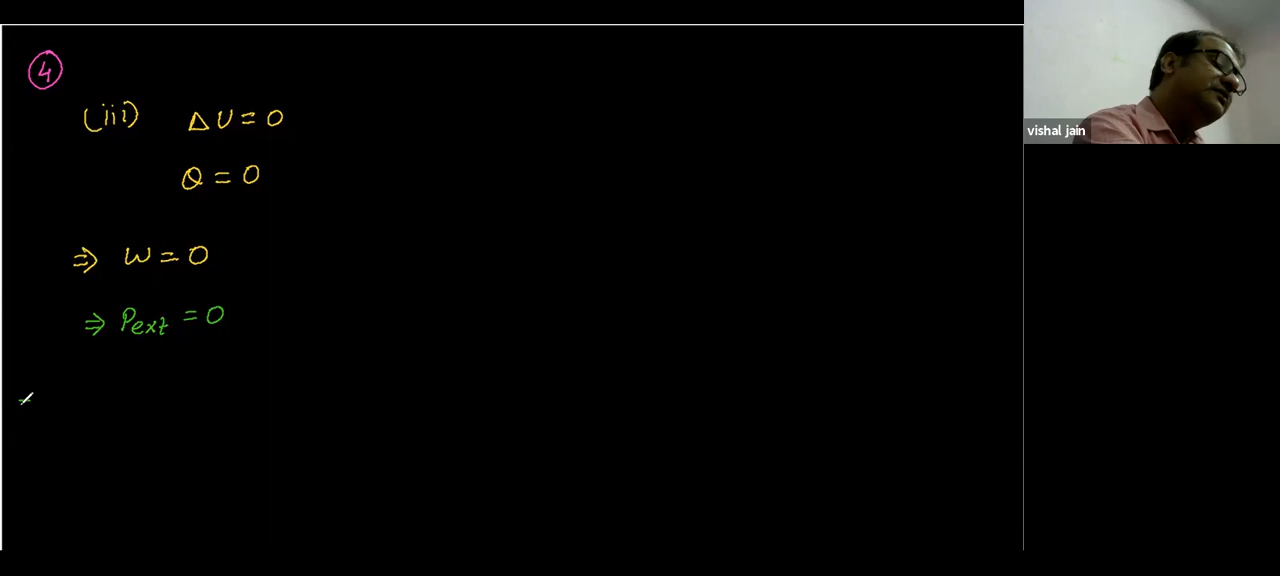 4
(iii) ΔU = 0
Q = 0
⇒ W = 0
⇒ Pext = 0
vishal jain